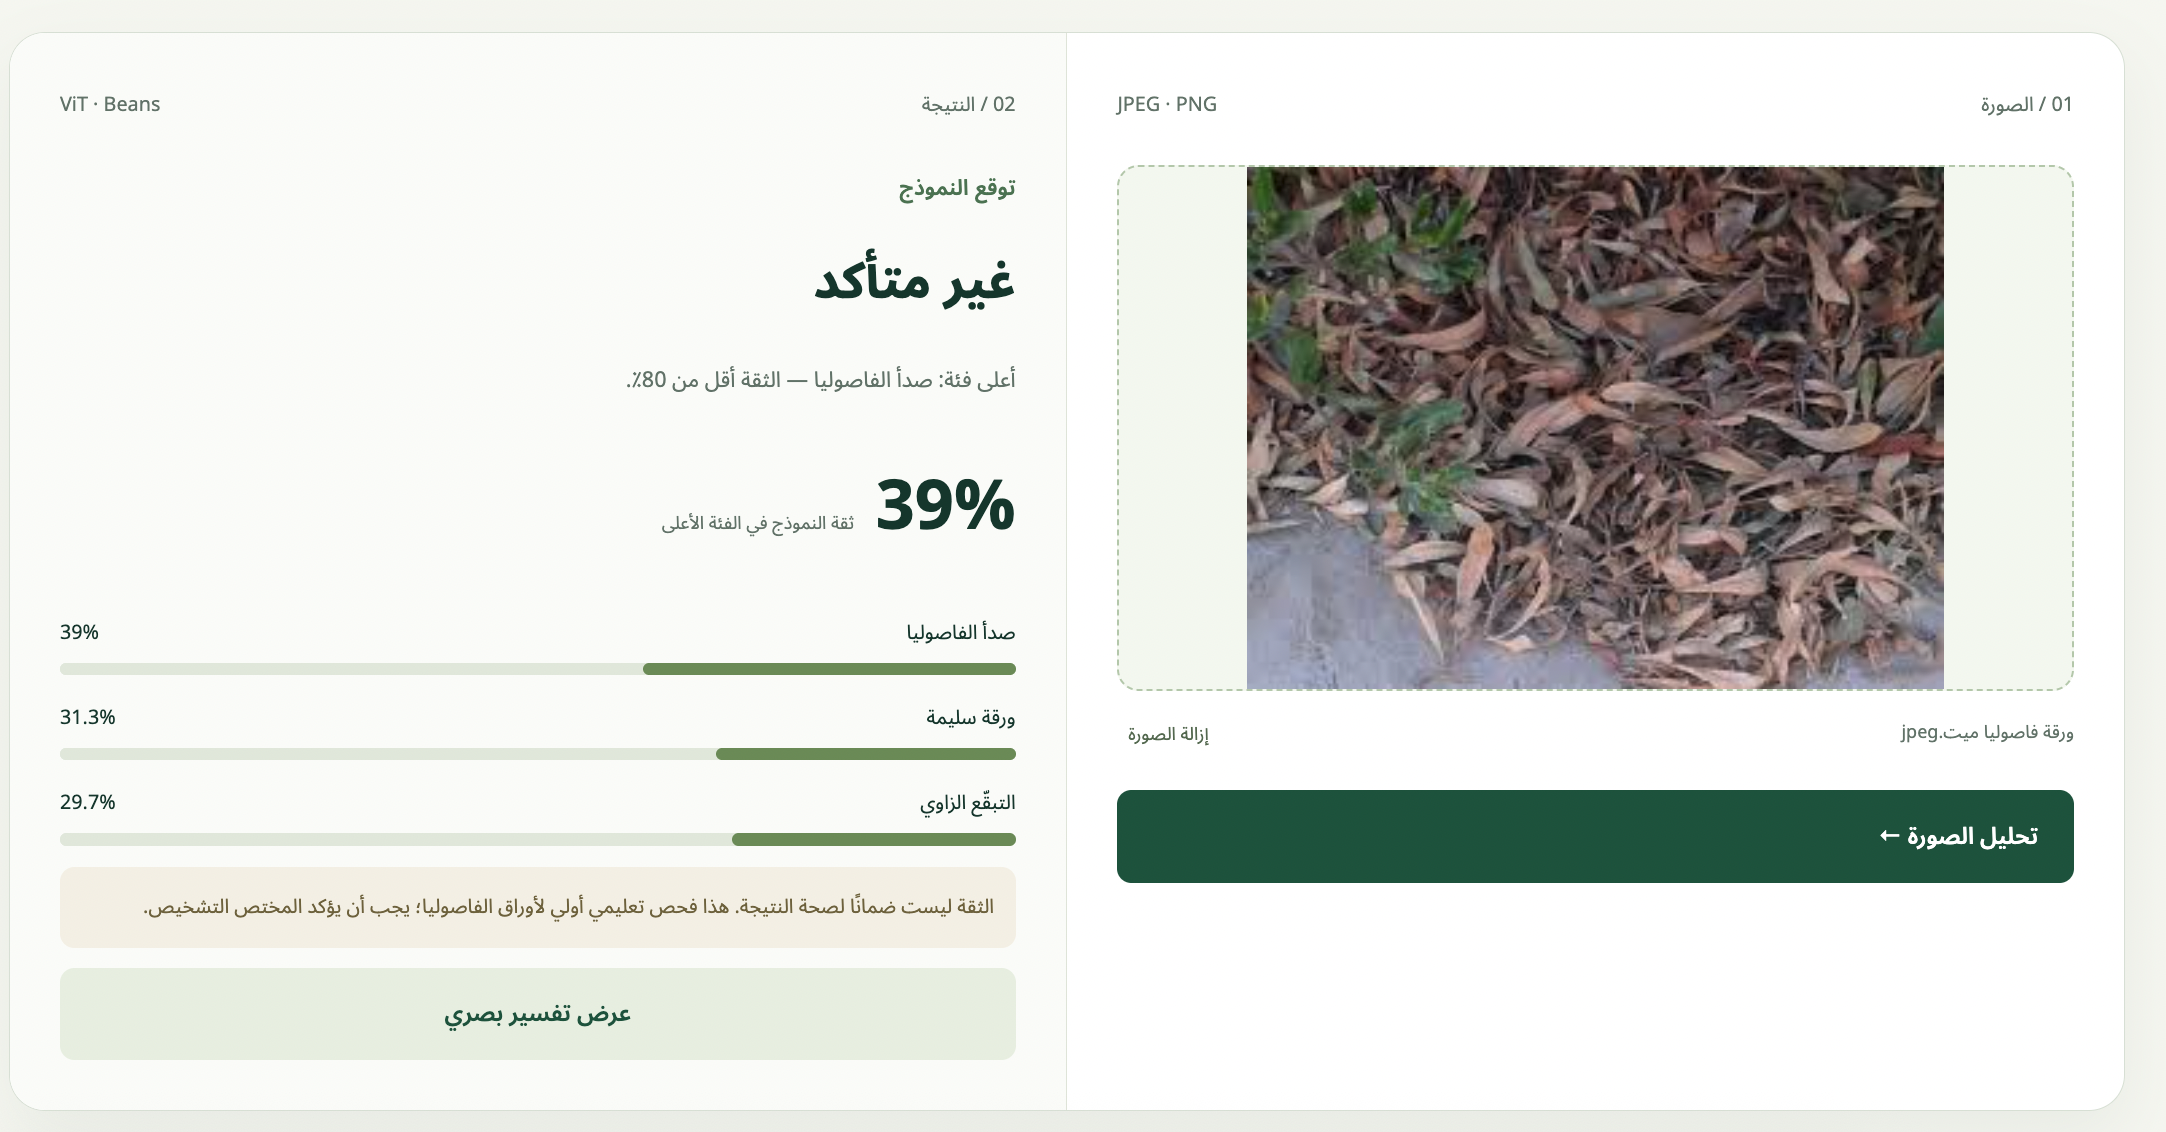 01 / الصورة
JPEG · PNG
ورقة فاصوليا ميت.jpeg
إزالة الصورة
تحليل الصورة ←
02 / النتيجة
ViT · Beans
توقع النموذج
غير متأكد
أعلى فئة: صدأ الفاصوليا — الثقة أقل من 80٪.
39%
ثقة النموذج في الفئة الأعلى
صدأ الفاصوليا 39%
ورقة سليمة 31.3%
التبقّع الزاوي 29.7%
الثقة ليست ضمانًا لصحة النتيجة. هذا فحص تعليمي أولي لأوراق الفاصوليا؛ يجب أن يؤكد المختص التشخيص.
عرض تفسير بصري